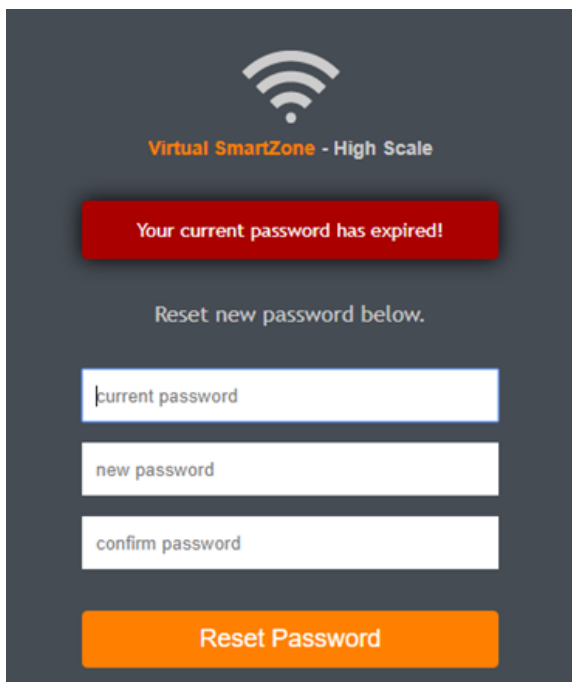 Virtual SmartZone - High Scale
Your current password has expired!
Reset new password below.
current password
new password
confirm password
Reset Password